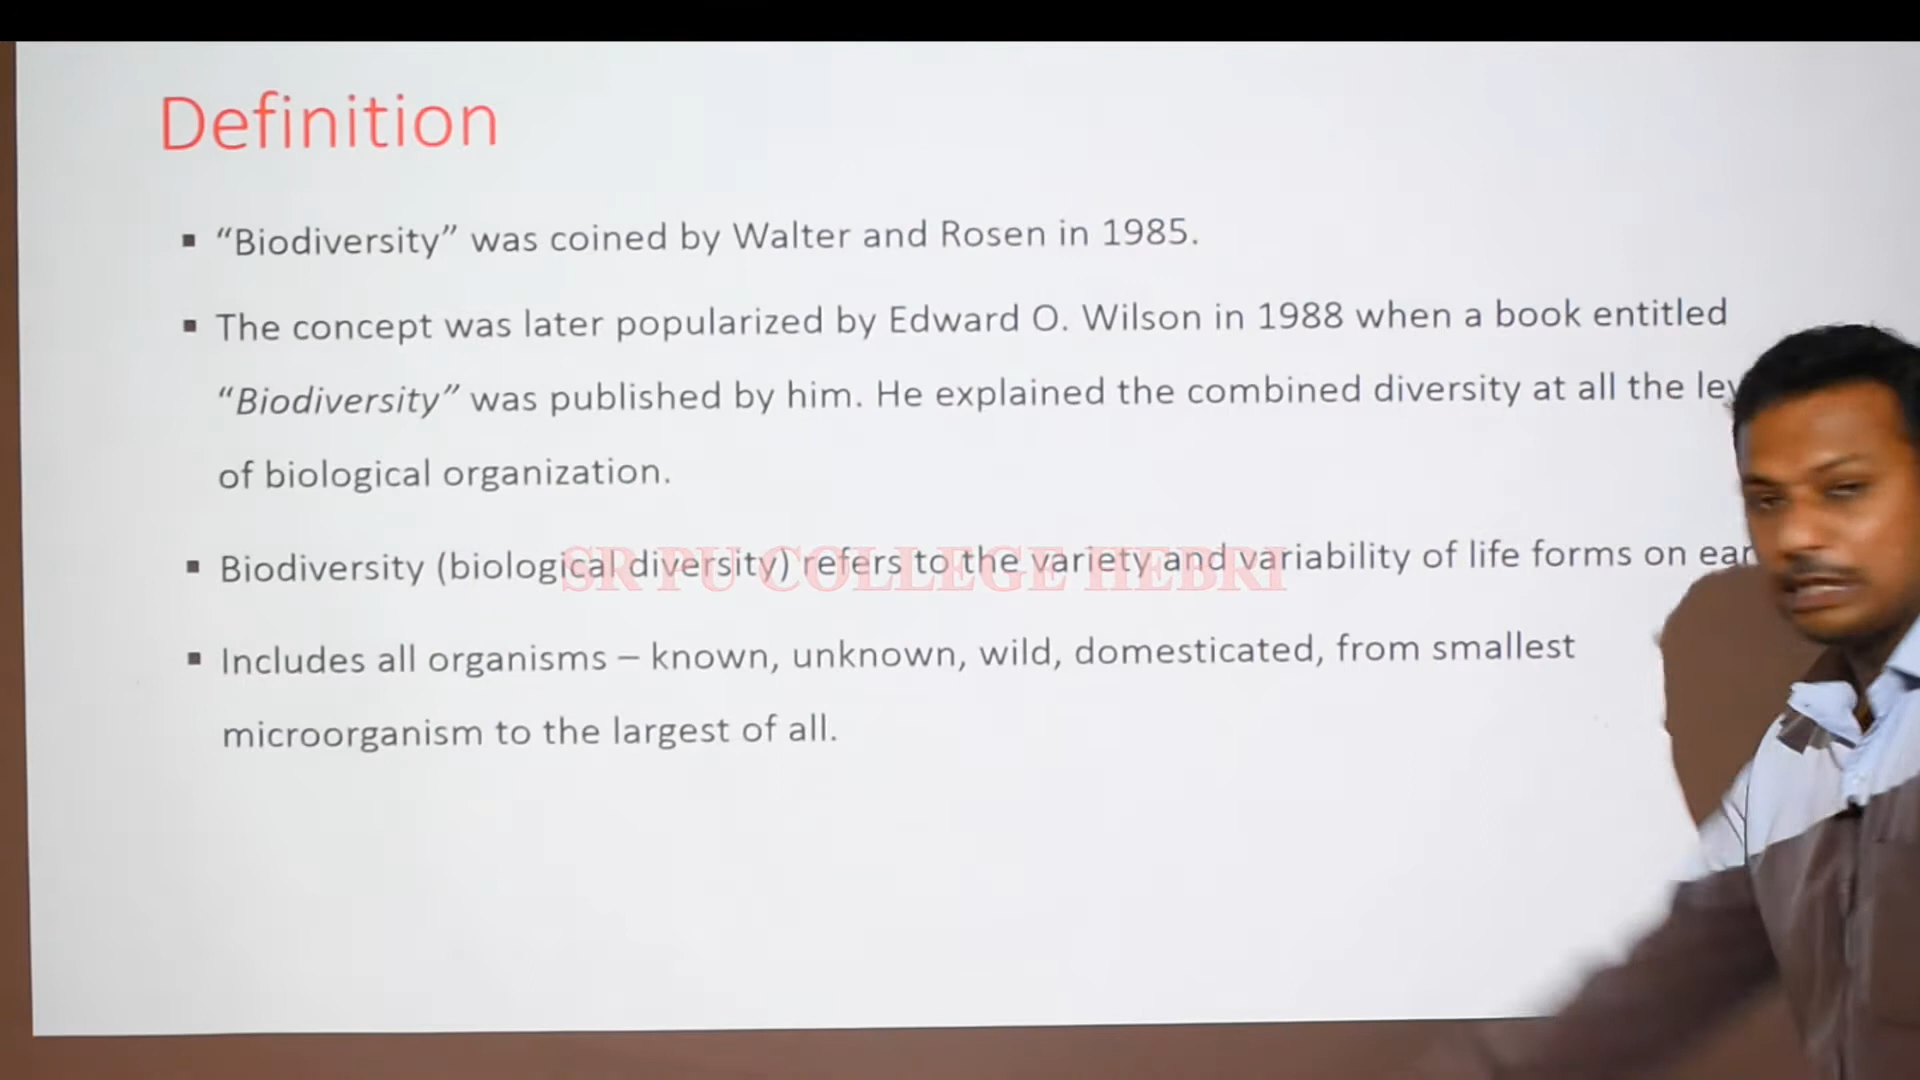 Definition
▪ “Biodiversity” was coined by Walter and Rosen in 1985.
▪ The concept was later popularized by Edward O. Wilson in 1988 when a book entitled
“Biodiversity” was published by him. He explained the combined diversity at all the
of biological organization.
▪ Biodiversity (biological diversity) refers to the variety and variability of life forms on
SR PU COLLEGE HEBRI
▪ Includes all organisms – known, unknown, wild, domesticated, from smallest
microorganism to the largest of all.